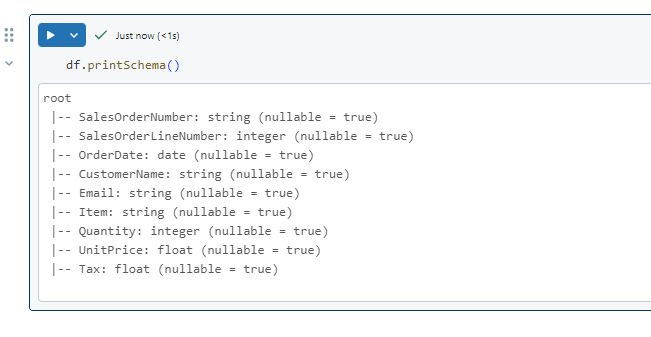 Just now (<1s)
df.printSchema()
root
|-- SalesOrderNumber: string (nullable = true)
|-- SalesOrderLineNumber: integer (nullable = true)
|-- OrderDate: date (nullable = true)
|-- CustomerName: string (nullable = true)
|-- Email: string (nullable = true)
|-- Item: string (nullable = true)
|-- Quantity: integer (nullable = true)
|-- UnitPrice: float (nullable = true)
|-- Tax: float (nullable = true)